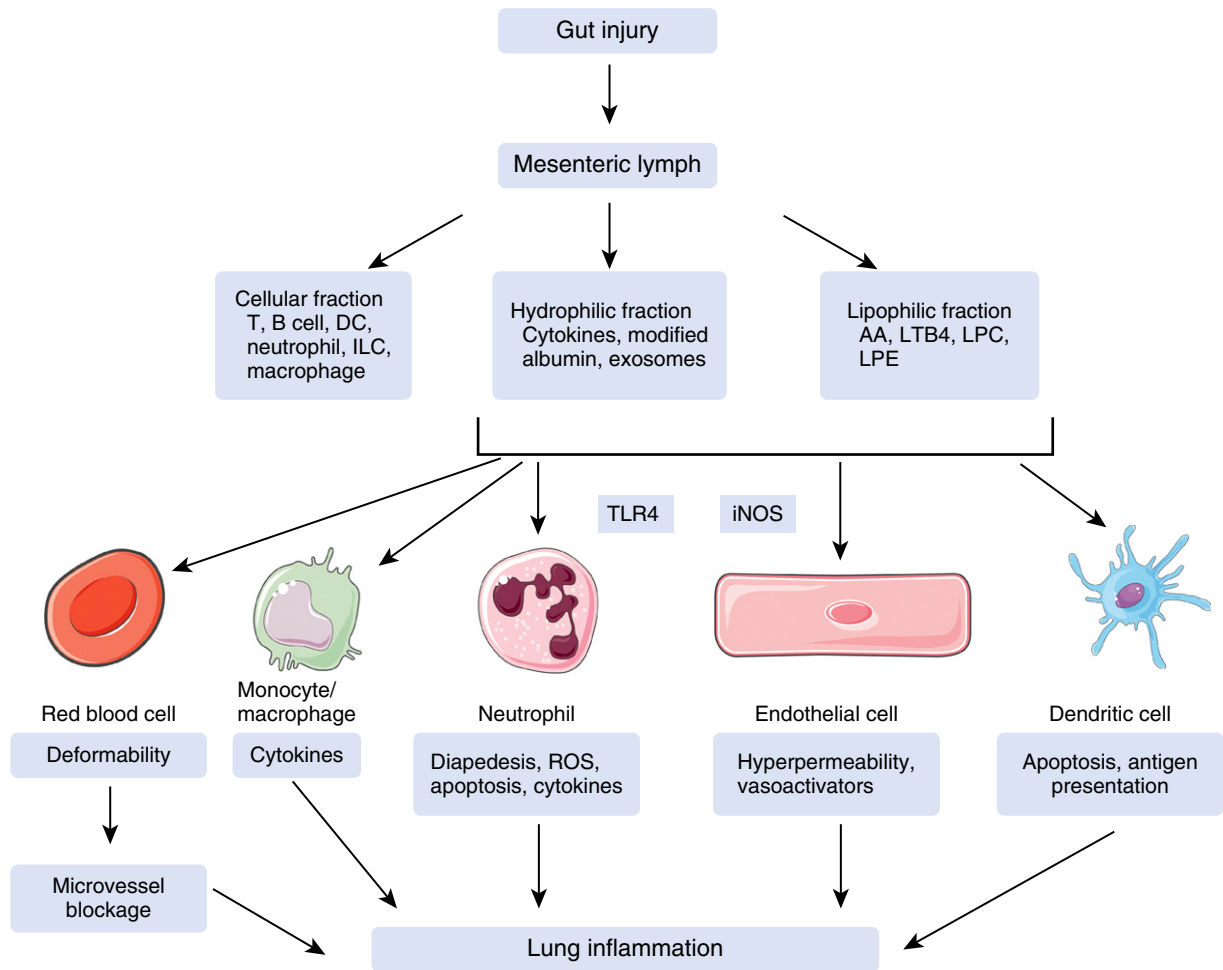 Gut injury
Mesenteric lymph
Cellular fraction
T, B cell, DC,
neutrophil, ILC,
macrophage
Hydrophilic fraction
Cytokines, modified
albumin, exosomes
Lipophilic fraction
AA, LTB4, LPC,
LPE
TLR4
iNOS
Red blood cell
Monocyte/
macrophage
Neutrophil
Endothelial cell
Dendritic cell
Deformability
Cytokines
Diapedesis, ROS,
apoptosis, cytokines
Hyperpermeability,
vasoactivators
Apoptosis, antigen
presentation
Microvessel
blockage
Lung inflammation